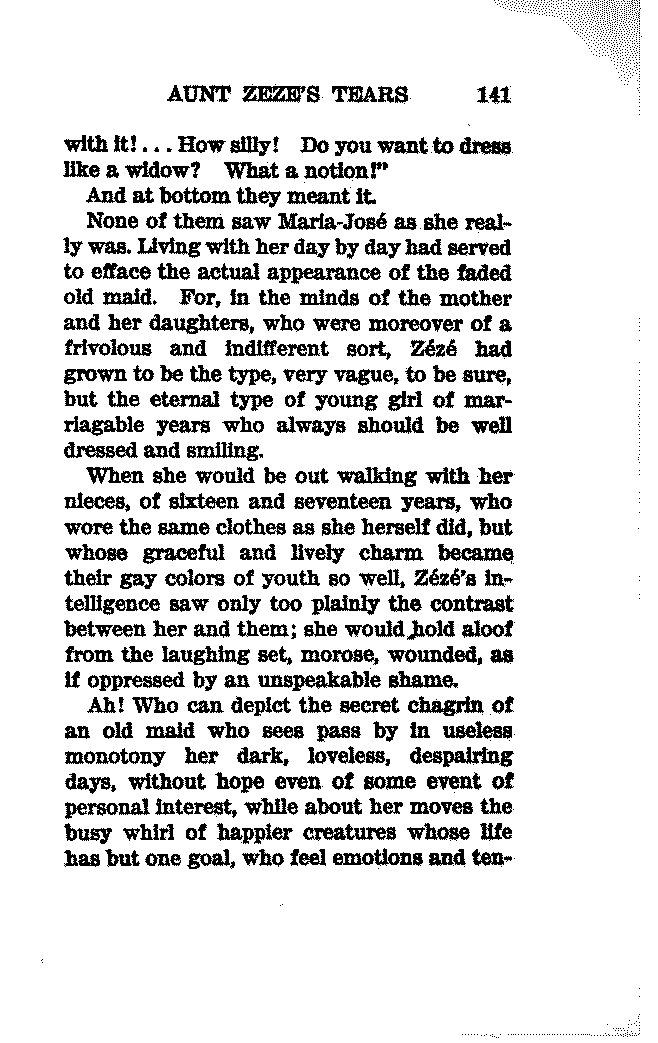 AUNT ZEZE'S TEARS 141
with it! . . . How silly! Do you want to dress
like a widow? What a notion!"
And at bottom they meant it.
None of them saw Maria-José as she real-
ly was. Living with her day by day had served
to efface the actual appearance of the faded
old maid. For, in the minds of the mother
and her daughters, who were moreover of a
frivolous and indifferent sort, Zézé had
grown to be the type, very vague, to be sure,
but the eternal type of young girl of mar-
riagable years who always should be well
dressed and smiling.
When she would be out walking with her
nieces, of sixteen and seventeen years, who
wore the same clothes as she herself did, but
whose graceful and lively charm became
their gay colors of youth so well, Zézé's in-
telligence saw only too plainly the contrast
between her and them; she would hold aloof
from the laughing set, morose, wounded, as
if oppressed by an unspeakable shame.
Ah! Who can depict the secret chagrin of
an old maid who sees pass by in useless
monotony her dark, loveless, despairing
days, without hope even of some event of
personal interest, while about her moves the
busy whirl of happier creatures whose life
has but one goal, who feel emotions and ten-